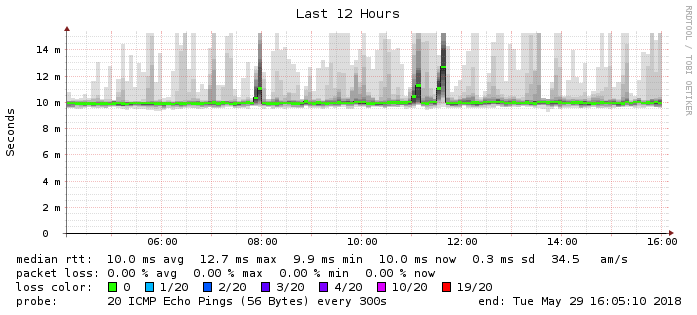 Last 12 Hours
RRDTOOL / TOBI OETIKER
Seconds
14 m
12 m
10 m
8 m
6 m
4 m
2 m
0
06:00 08:00 10:00 12:00 14:00 16:00
median rtt: 10.0 ms avg 12.7 ms max 9.9 ms min 10.0 ms now 0.3 ms sd 34.5 am/s
packet loss: 0.00 % avg 0.00 % max 0.00 % min 0.00 % now
loss color: 0 1/20 2/20 3/20 4/20 10/20 19/20
probe: 20 ICMP Echo Pings (56 Bytes) every 300s end: Tue May 29 16:05:10 2018